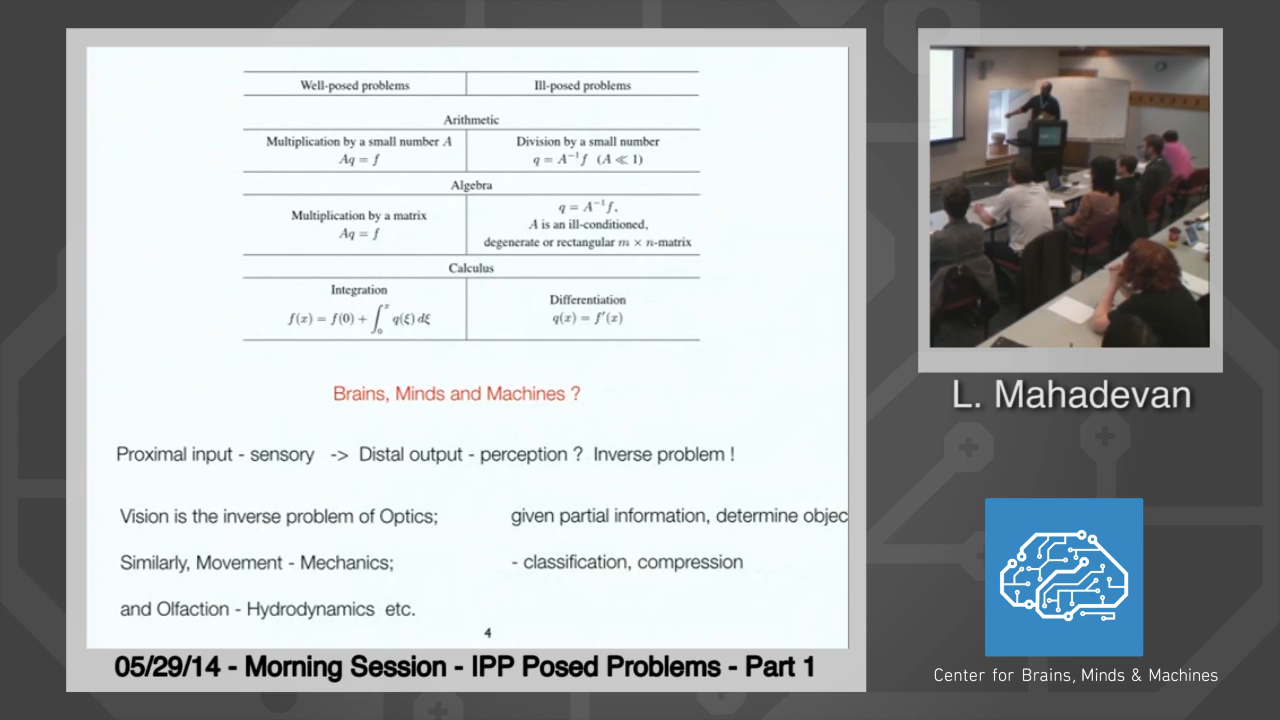 Well-posed problems
Ill-posed problems
Arithmetic
Multiplication by a small number A
Aq = f
Division by a small number
q = A⁻¹f (A ≪ 1)
Algebra
Multiplication by a matrix
Aq = f
q = A⁻¹f,
A is an ill-conditioned,
degenerate or rectangular m × n-matrix
Calculus
Integration
f(x) = f(0) + ∫₀ˣ q(ξ) dξ
Differentiation
q(x) = f′(x)
Brains, Minds and Machines ?
Proximal input - sensory -> Distal output - perception ? Inverse problem !
Vision is the inverse problem of Optics;
given partial information, determine objec
Similarly, Movement - Mechanics;
- classification, compression
and Olfaction - Hydrodynamics etc.
4
05/29/14 - Morning Session - IPP Posed Problems - Part 1
L. Mahadevan
Center for Brains, Minds & Machines